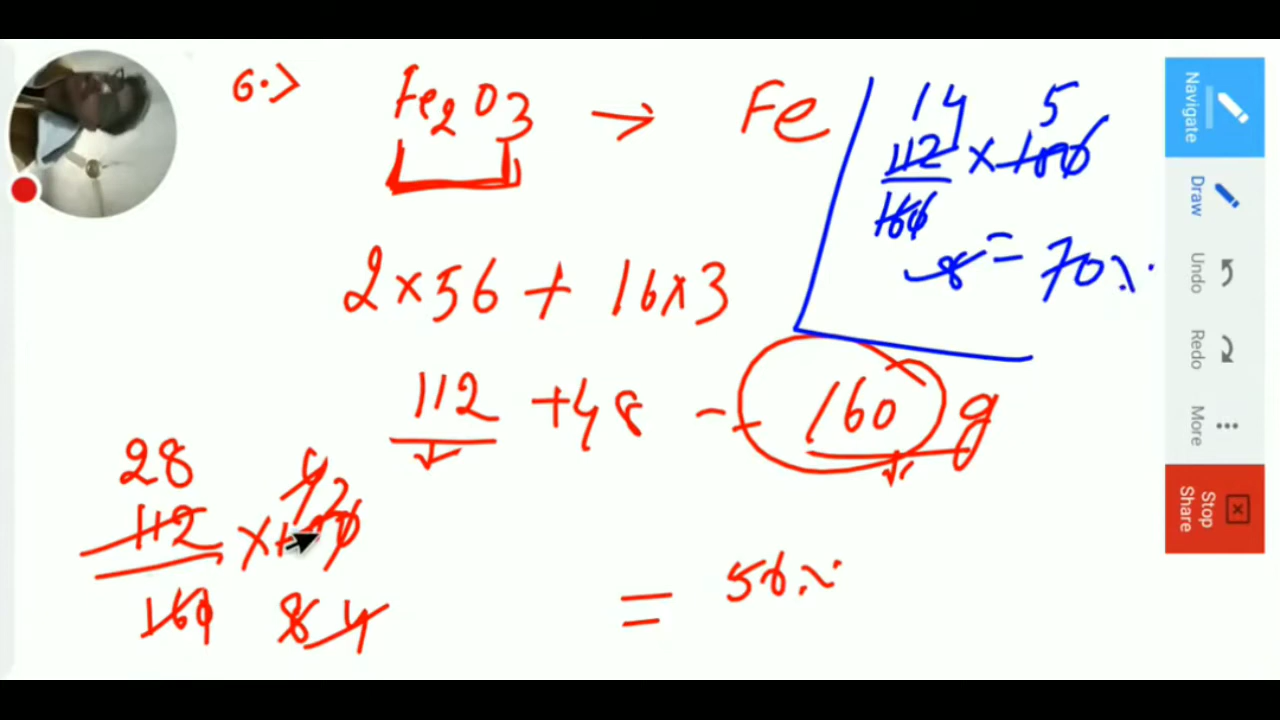 6.> Fe₂O₃ → Fe
2×56 + 16×3
112 + 48 = 160 g
28
112 × 100
160 8 4
= 56%
14 5
112 × 100
160
8 = 70%
Navigate
Draw
Undo
Redo
More
Stop
Share